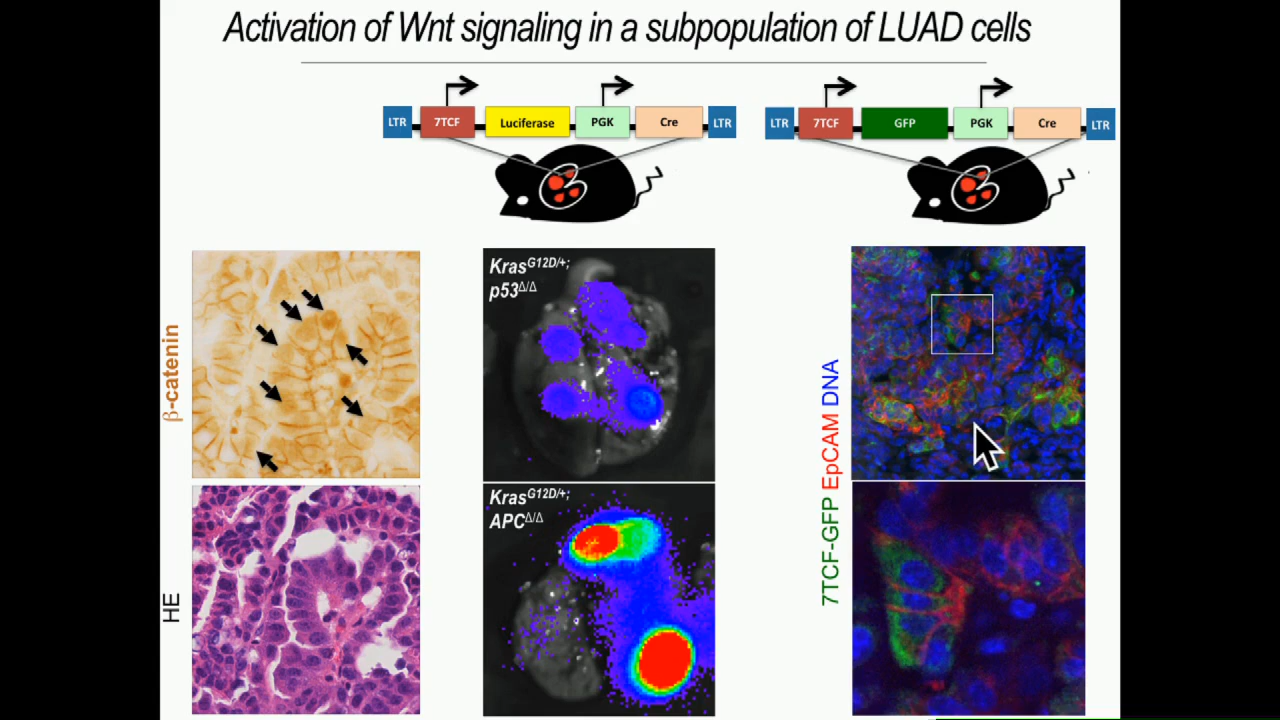 Activation of Wnt signaling in a subpopulation of LUAD cells
LTR 7TCF Luciferase PGK Cre LTR
LTR 7TCF GFP PGK Cre LTR
β-catenin
HE
KrasG12D/+;
p53Δ/Δ
KrasG12D/+;
APCΔ/Δ
7TCF-GFP EpCAM DNA